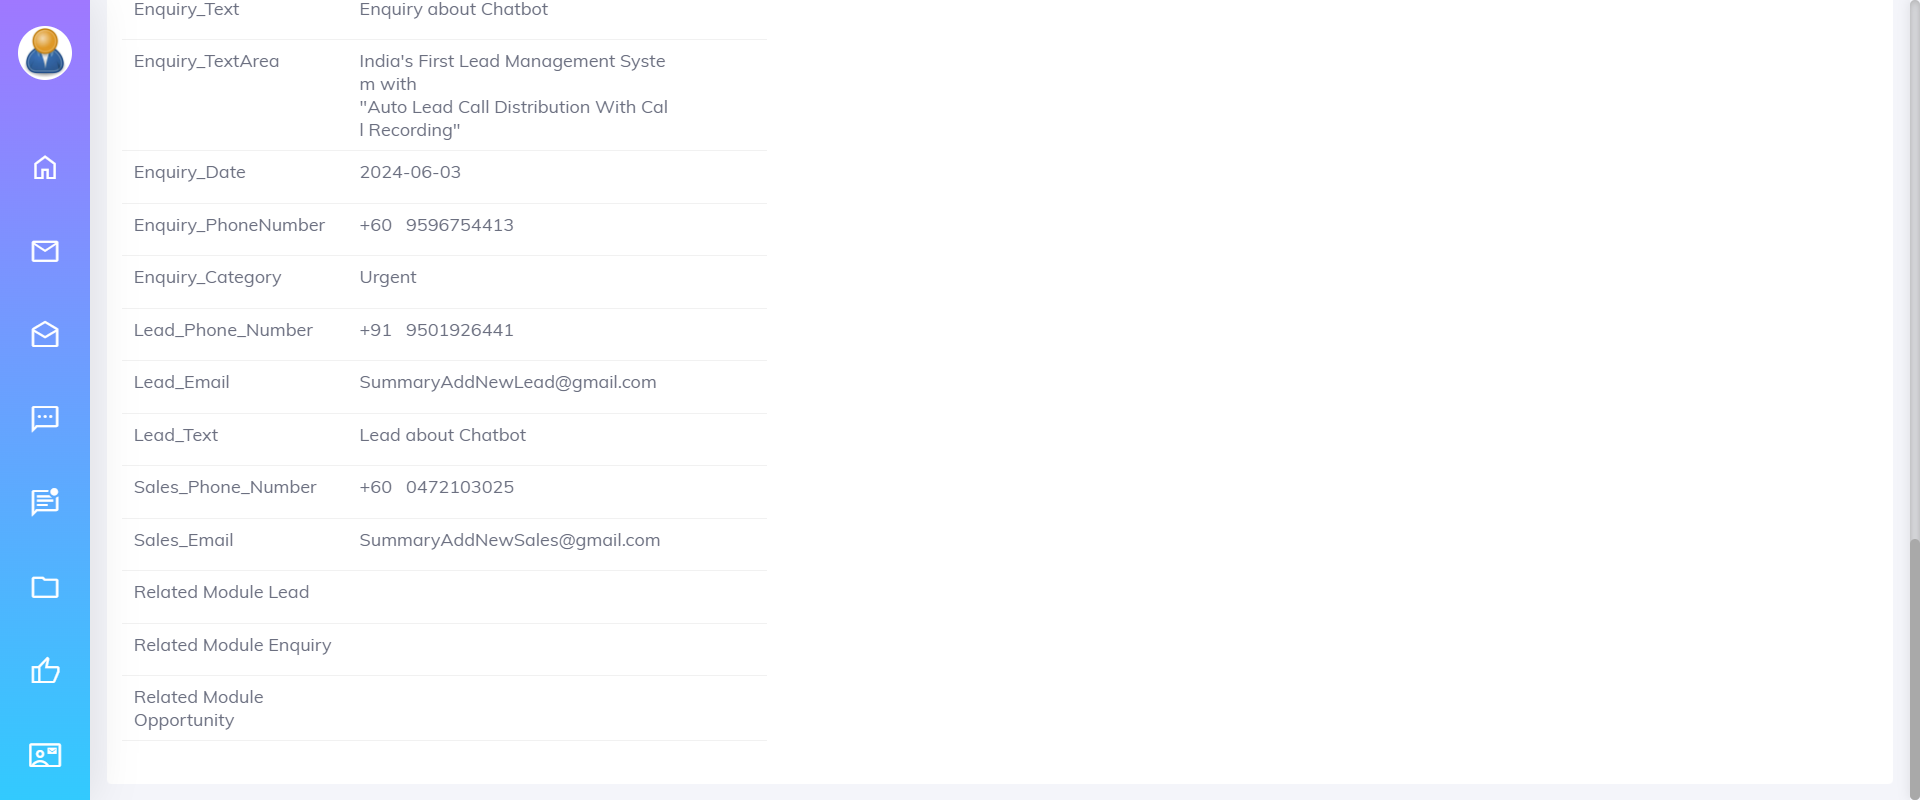 Enquiry_Text Enquiry about Chatbot
Enquiry_TextArea India's First Lead Management Syste
m with
"Auto Lead Call Distribution With Cal
l Recording"
Enquiry_Date 2024-06-03
Enquiry_PhoneNumber +60 9596754413
Enquiry_Category Urgent
Lead_Phone_Number +91 9501926441
Lead_Email SummaryAddNewLead@gmail.com
Lead_Text Lead about Chatbot
Sales_Phone_Number +60 0472103025
Sales_Email SummaryAddNewSales@gmail.com
Related Module Lead
Related Module Enquiry
Related Module
Opportunity